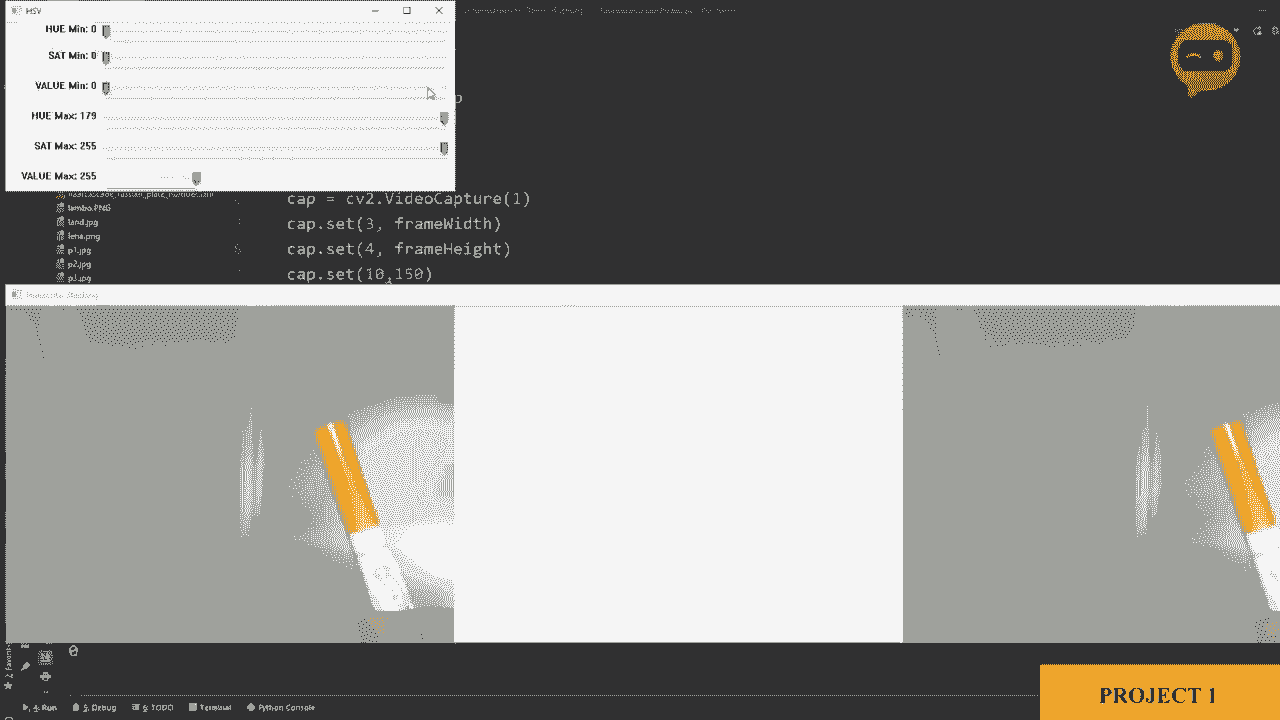 HSV
HUE Min: 0
SAT Min: 0
VALUE Min: 0
HUE Max: 179
SAT Max: 255
VALUE Max: 255
lambo.PNG
land.jpg
lena.png
p1.jpg
p2.jpg
p3.jpg
cap = cv2.VideoCapture(1)
cap.set(3, frameWidth)
cap.set(4, frameHeight)
cap.set(10,150)
4: Run
5: Debug
6: TODO
Terminal
Python Console
PROJECT 1